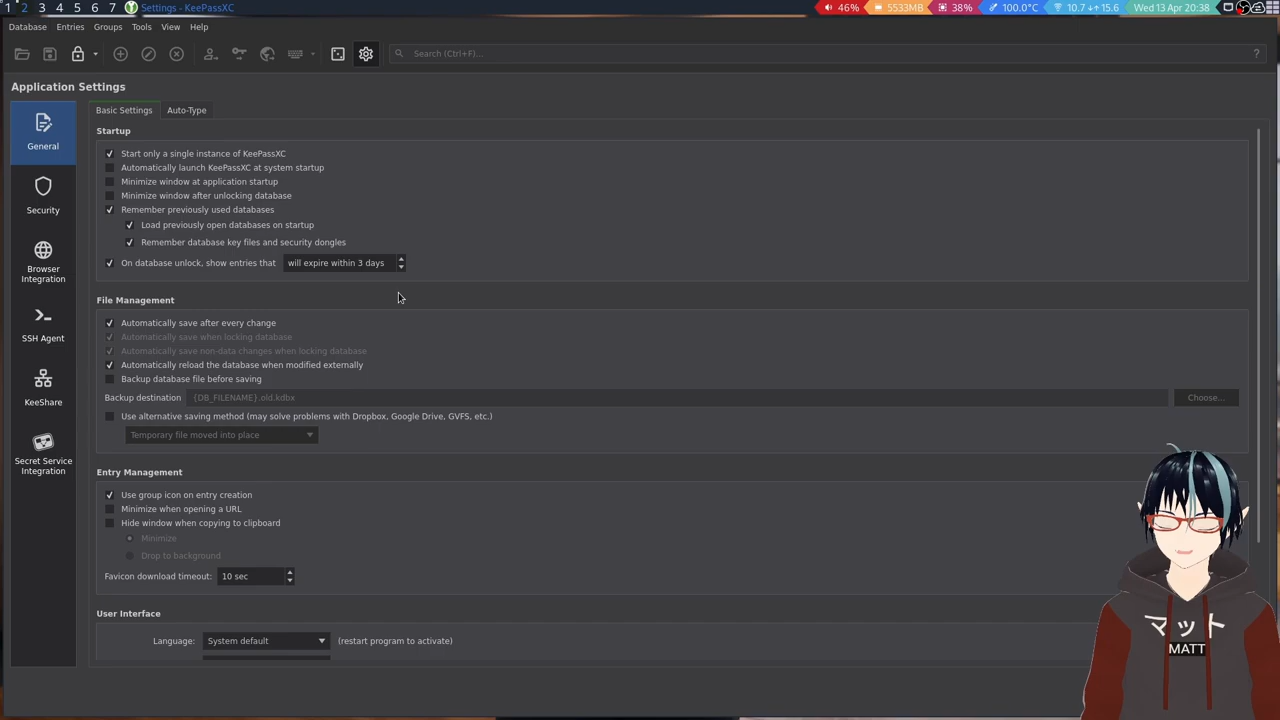 1 2 3 4 5 6 7 Settings - KeePassXC 46% 5533MB 38% 100.0°C 10.7 ↓↑ 15.6 Wed 13 Apr 20:38
Database Entries Groups Tools View Help
Search (Ctrl+F)... ?
Application Settings
General
Security
Browser
Integration
SSH Agent
KeeShare
Secret Service
Integration
Basic Settings Auto-Type
Startup
Start only a single instance of KeePassXC
Automatically launch KeePassXC at system startup
Minimize window at application startup
Minimize window after unlocking database
Remember previously used databases
Load previously open databases on startup
Remember database key files and security dongles
On database unlock, show entries that will expire within 3 days
File Management
Automatically save after every change
Automatically save when locking database
Automatically save non-data changes when locking database
Automatically reload the database when modified externally
Backup database file before saving
Backup destination {DB_FILENAME}.old.kdbx Choose...
Use alternative saving method (may solve problems with Dropbox, Google Drive, GVFS, etc.)
Temporary file moved into place
Entry Management
Use group icon on entry creation
Minimize when opening a URL
Hide window when copying to clipboard
Minimize
Drop to background
Favicon download timeout: 10 sec
User Interface
Language: System default (restart program to activate)
マット
MATT